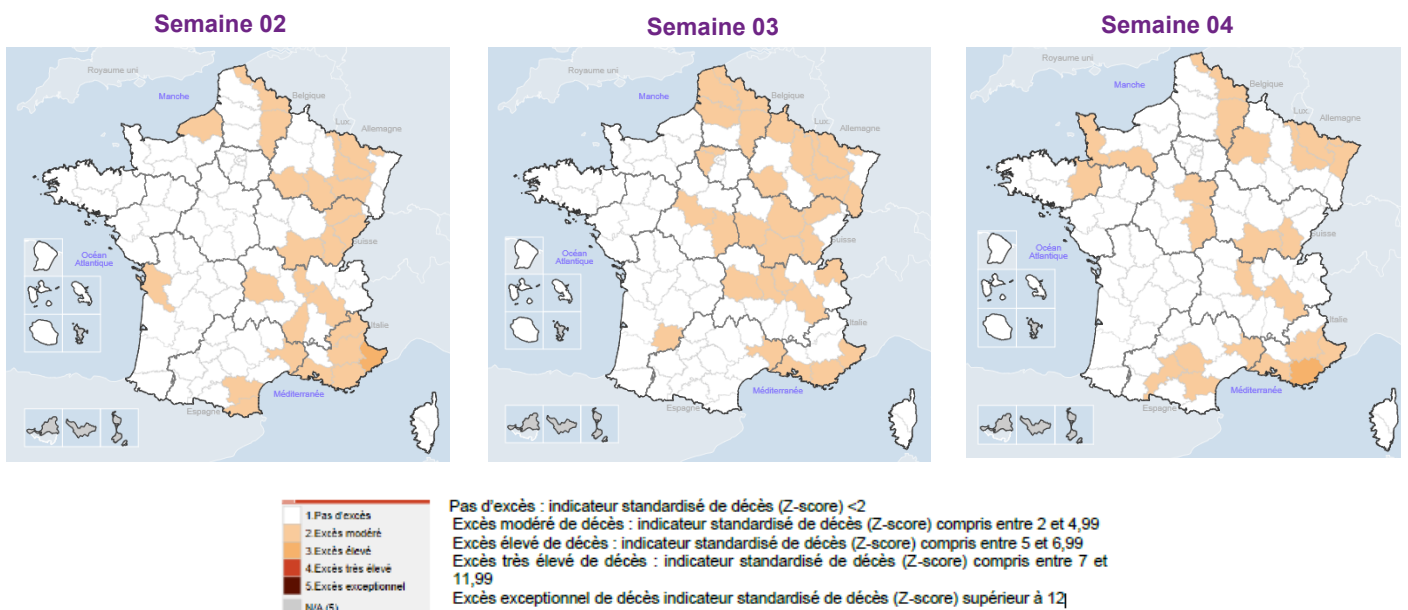 Semaine 02
Semaine 03
Semaine 04
Royaume uni
Manche
Belgique
Lux
Allemagne
Suisse
Océan
Atlantique
Italie
Méditerranée
Espagne
Royaume uni
Manche
Belgique
Lux
Allemagne
Suisse
Océan
Atlantique
Italie
Méditerranée
Espagne
Royaume uni
Manche
Belgique
Lux
Allemagne
Suisse
Océan
Atlantique
Italie
Méditerranée
Espagne
1.Pas d'excès
2.Excès modéré
3.Excès élevé
4.Excès très élevé
5.Excès exceptionnel
N/A (5)
Pas d'excès : indicateur standardisé de décès (Z-score) <2
Excès modéré de décès : indicateur standardisé de décès (Z-score) compris entre 2 et 4,99
Excès élevé de décès : indicateur standardisé de décès (Z-score) compris entre 5 et 6,99
Excès très élevé de décès : indicateur standardisé de décès (Z-score) compris entre 7 et
11,99
Excès exceptionnel de décès indicateur standardisé de décès (Z-score) supérieur à 12